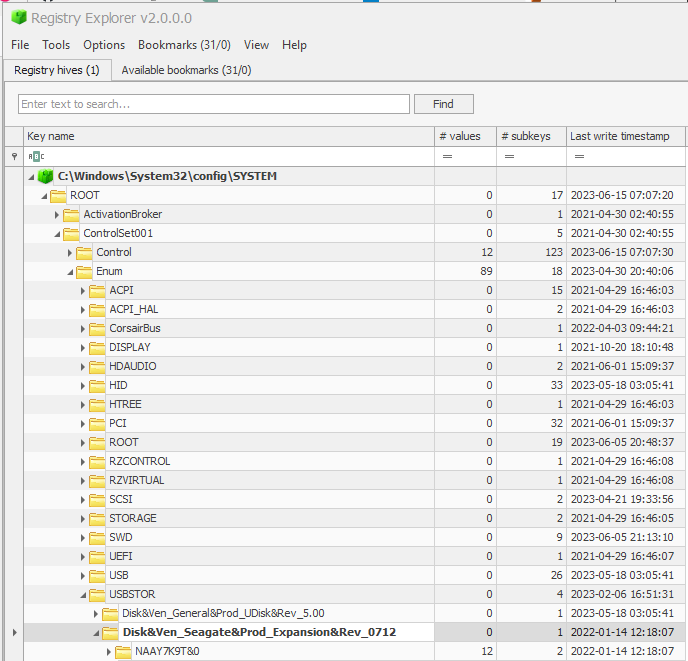 Registry Explorer v2.0.0.0
File Tools Options Bookmarks (31/0) View Help
Registry hives (1) Available bookmarks (31/0)
Enter text to search... Find
Key name # values # subkeys Last write timestamp
= = =
C:\Windows\System32\config\SYSTEM
ROOT 0 17 2023-06-15 07:07:20
ActivationBroker 0 1 2021-04-30 02:40:55
ControlSet001 0 5 2021-04-30 02:40:55
Control 12 123 2023-06-15 07:07:30
Enum 89 18 2023-04-30 20:40:06
ACPI 0 15 2021-04-29 16:46:03
ACPI_HAL 0 2 2021-04-29 16:46:03
CorsairBus 0 1 2022-04-03 09:44:21
DISPLAY 0 1 2021-10-20 18:10:48
HDAUDIO 0 2 2021-06-01 15:09:37
HID 0 33 2023-05-18 03:05:41
HTREE 0 1 2021-04-29 16:46:03
PCI 0 32 2021-06-01 15:09:37
ROOT 0 19 2023-06-05 20:48:37
RZCONTROL 0 1 2021-04-29 16:46:08
RZVIRTUAL 0 1 2021-04-29 16:46:08
SCSI 0 2 2023-04-21 19:33:56
STORAGE 0 2 2021-04-29 16:46:05
SWD 0 9 2023-06-05 21:13:10
UEFI 0 1 2021-04-29 16:46:07
USB 0 26 2023-05-18 03:05:41
USBSTOR 0 4 2023-02-06 16:51:31
Disk&Ven_General&Prod_UDisk&Rev_5.00 0 1 2023-05-18 03:05:41
Disk&Ven_Seagate&Prod_Expansion&Rev_0712 0 1 2022-01-14 12:18:07
NAAY7K9T&0 12 2 2022-01-14 12:18:07